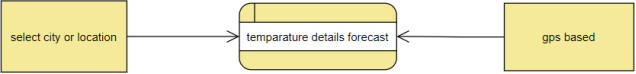 select city or location
temparature details forecast
gps based